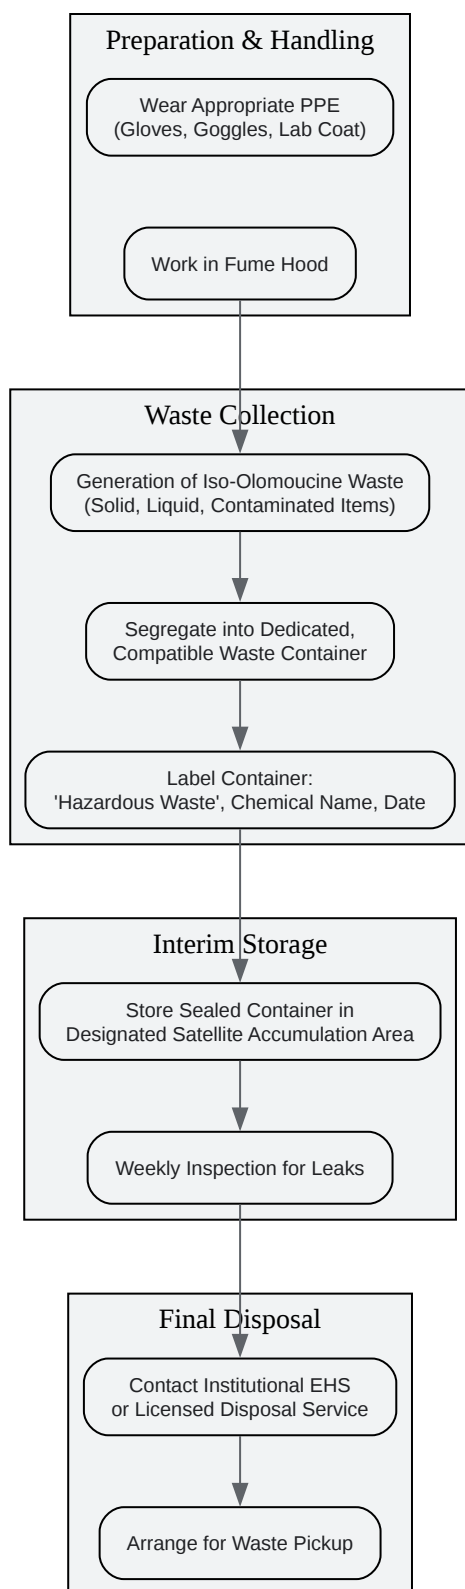 Preparation & Handling
Wear Appropriate PPE
(Gloves, Goggles, Lab Coat)
Work in Fume Hood
Waste Collection
Generation of Iso-Olomoucine Waste
(Solid, Liquid, Contaminated Items)
Segregate into Dedicated,
Compatible Waste Container
Label Container:
'Hazardous Waste', Chemical Name, Date
Interim Storage
Store Sealed Container in
Designated Satellite Accumulation Area
Weekly Inspection for Leaks
Final Disposal
Contact Institutional EHS
or Licensed Disposal Service
Arrange for Waste Pickup